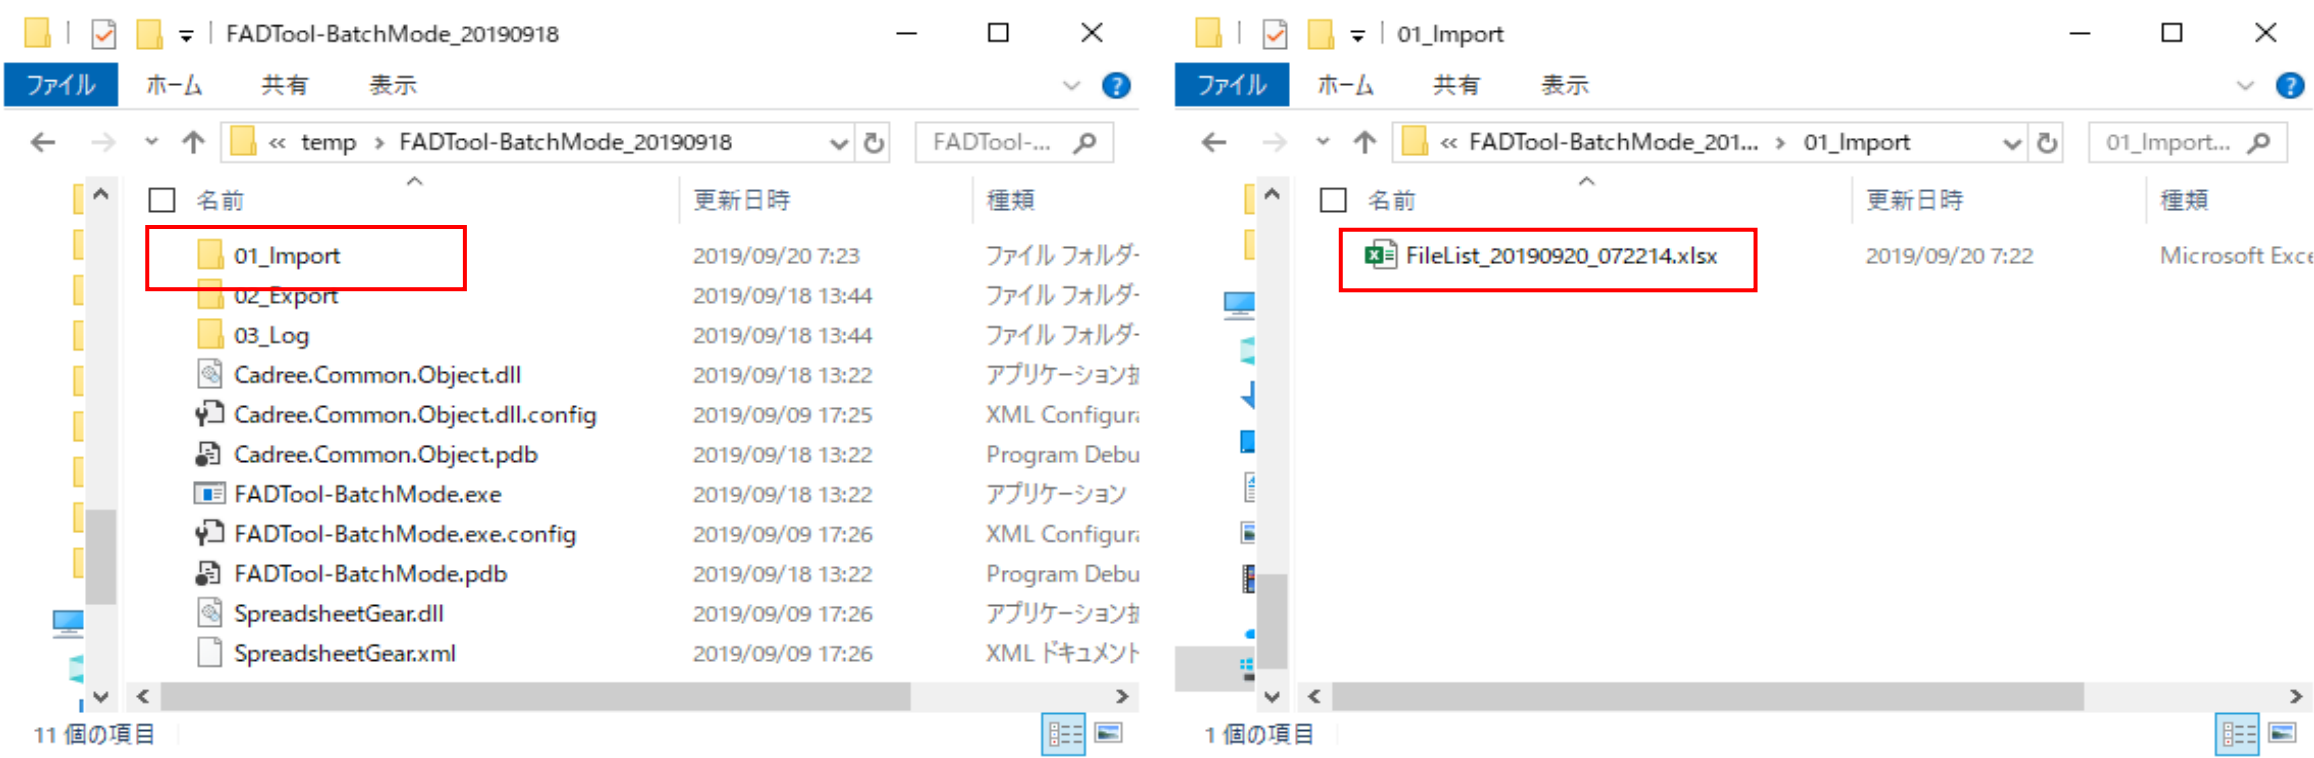 FADTool-BatchMode_20190918
ファイル ホーム 共有 表示
« temp › FADTool-BatchMode_20190918 FADTool-...
名前 更新日時 種類
01_Import 2019/09/20 7:23 ファイル フォルダー
02_Export 2019/09/18 13:44 ファイル フォルダー
03_Log 2019/09/18 13:44 ファイル フォルダー
Cadree.Common.Object.dll 2019/09/18 13:22 アプリケーション拡
Cadree.Common.Object.dll.config 2019/09/09 17:25 XML Configura
Cadree.Common.Object.pdb 2019/09/18 13:22 Program Debu
FADTool-BatchMode.exe 2019/09/18 13:22 アプリケーション
FADTool-BatchMode.exe.config 2019/09/09 17:26 XML Configura
FADTool-BatchMode.pdb 2019/09/18 13:22 Program Debu
SpreadsheetGear.dll 2019/09/09 17:26 アプリケーション拡
SpreadsheetGear.xml 2019/09/09 17:26 XML ドキュメント
11 個の項目
01_Import
ファイル ホーム 共有 表示
« FADTool-BatchMode_201... › 01_Import 01_Import...
名前 更新日時 種類
FileList_20190920_072214.xlsx 2019/09/20 7:22 Microsoft Exce
1 個の項目